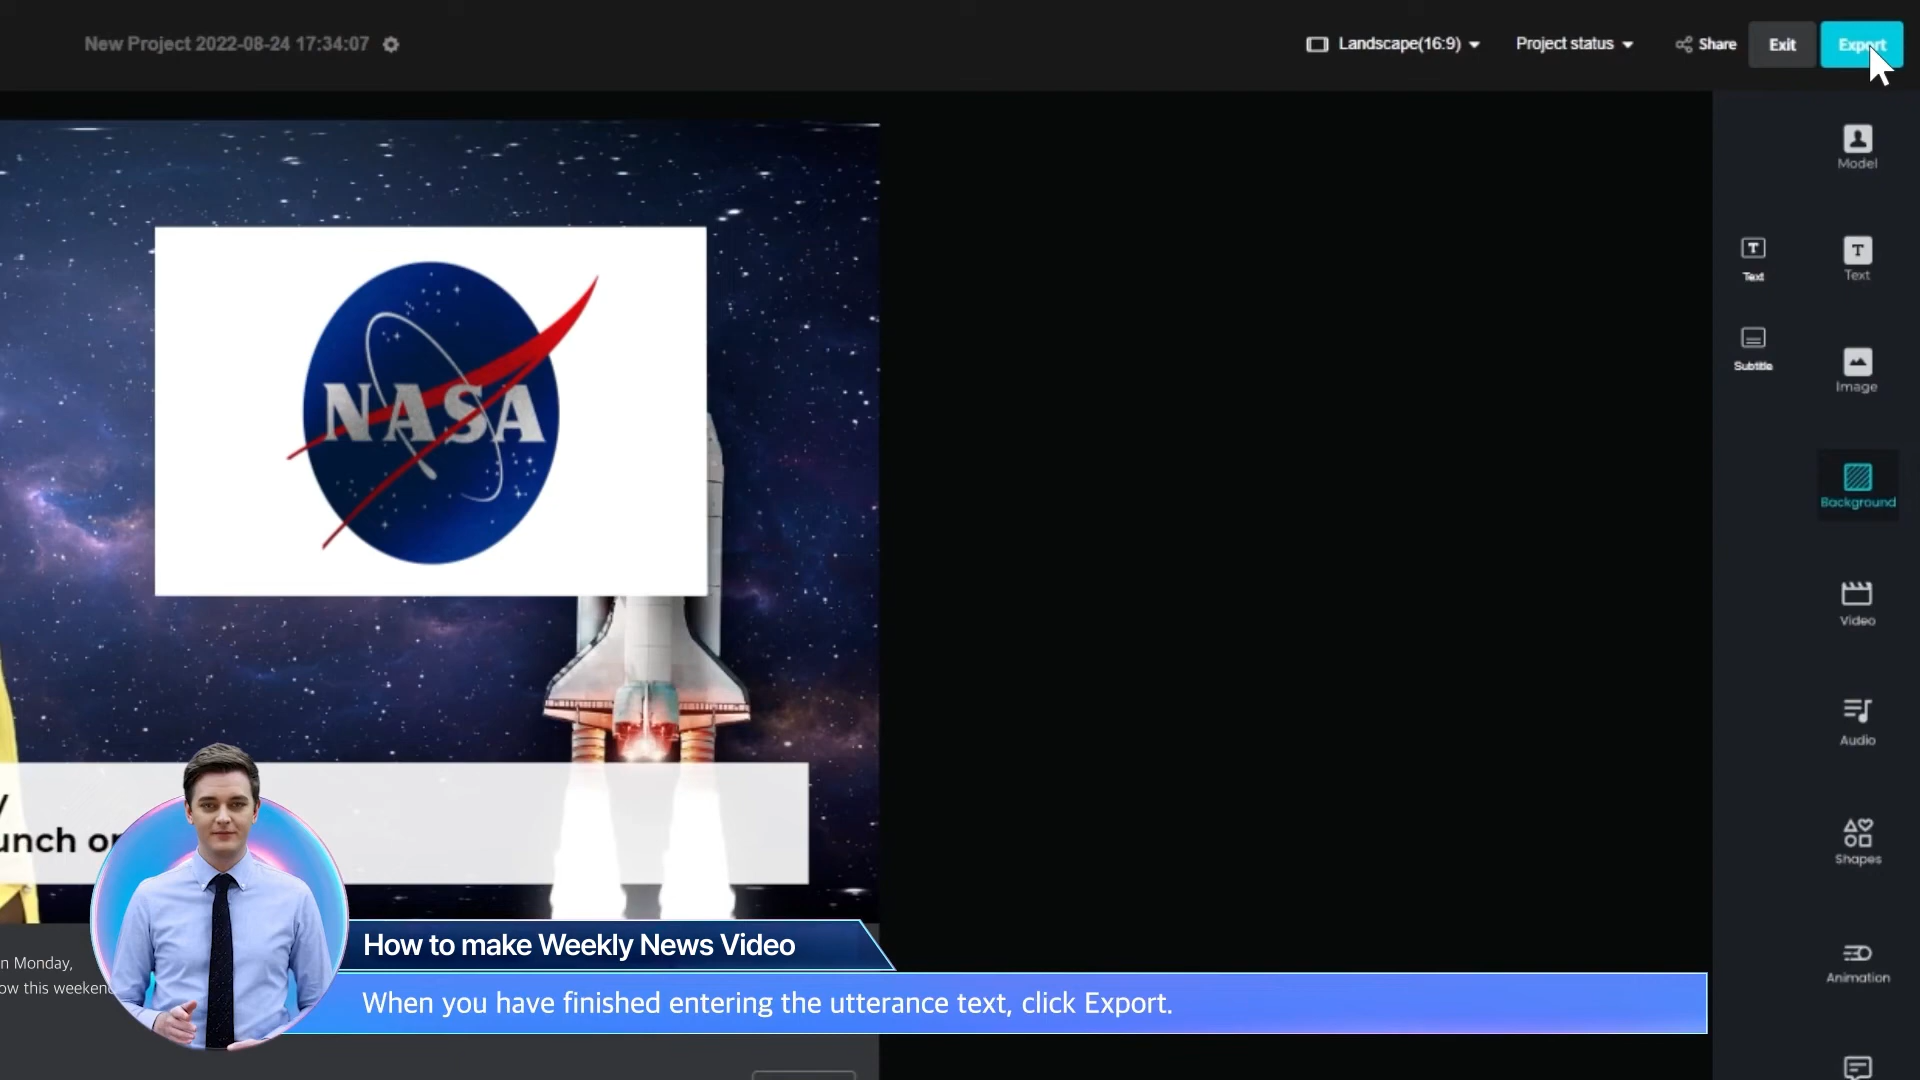 New Project 2022-08-24 17:34:07
Landscape(16:9)
Project status
Share
Exit
Export
Model
Text
Text
Subtitle
Image
Background
Video
Audio
Shapes
Animation
NASA
unch
n Monday,
ow this weekend
How to make Weekly News Video
When you have finished entering the utterance text, click Export.